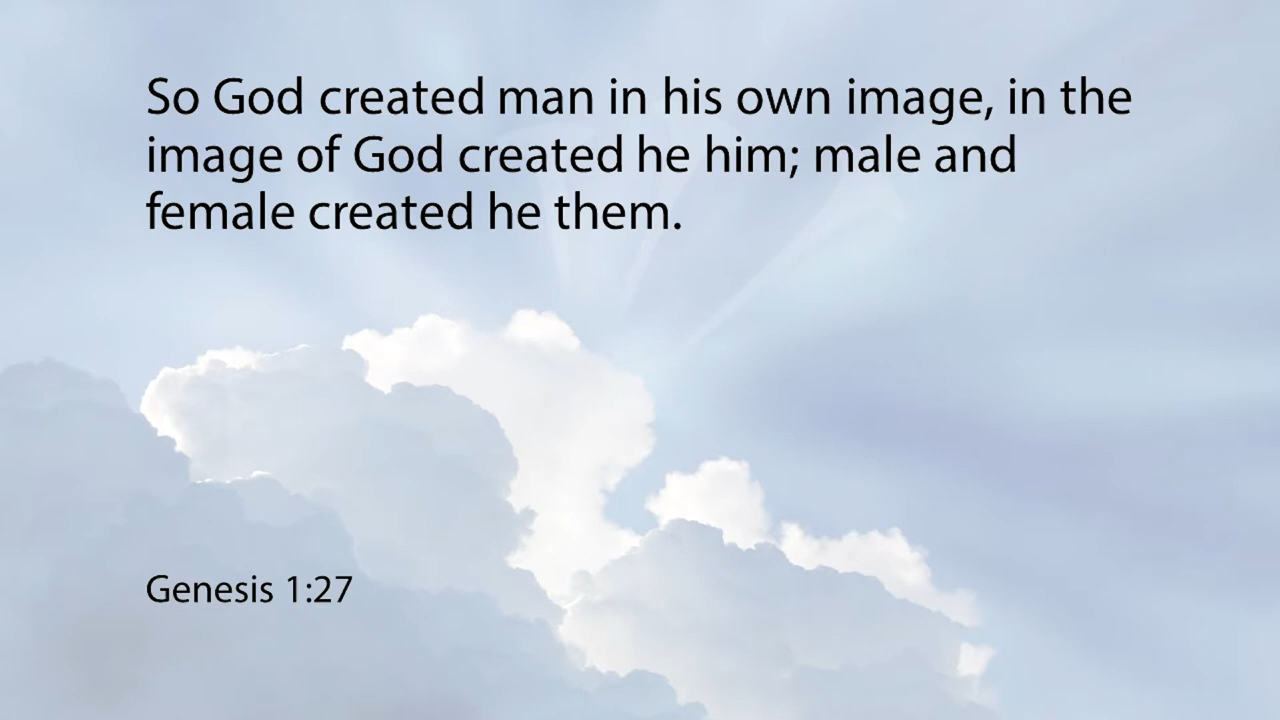 So God created man in his own image, in the
image of God created he him; male and
female created he them.
Genesis 1:27